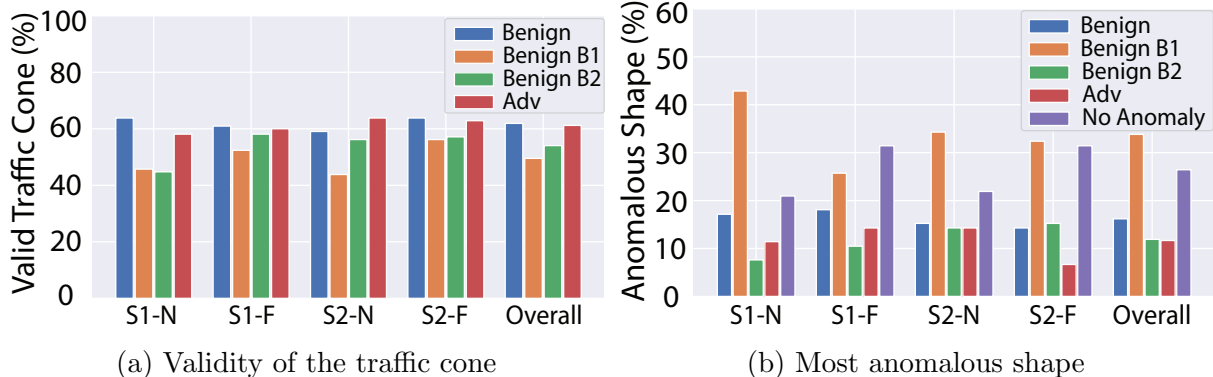 Valid Traffic Cone (%)
100
80
60
40
20
0
Benign
Benign B1
Benign B2
Adv
S1-N S1-F S2-N S2-F Overall
(a) Validity of the traffic cone
Anomalous Shape (%)
60
50
40
30
20
10
0
Benign
Benign B1
Benign B2
Adv
No Anomaly
S1-N S1-F S2-N S2-F Overall
(b) Most anomalous shape